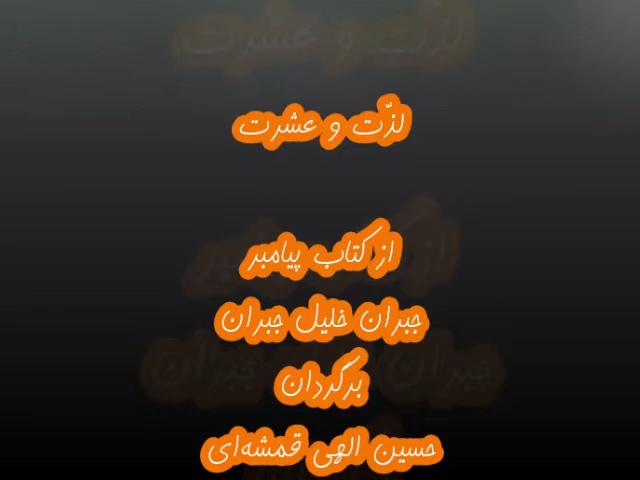 لذّت و عشرت
از کتاب پیامبر
جبران خلیل جبران
برگردان
حسین الهی قمشه‌ای